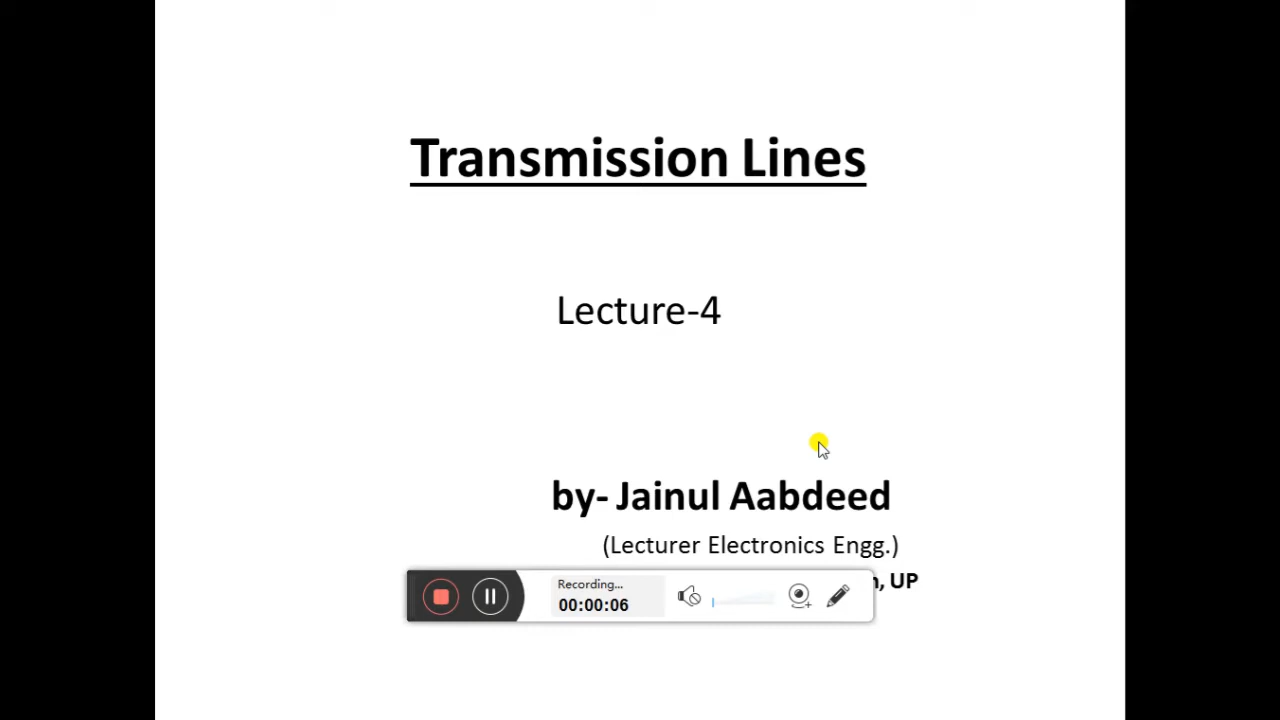 Transmission Lines
Lecture-4
by- Jainul Aabdeed
(Lecturer Electronics Engg.)
UP
Recording...
00:00:06